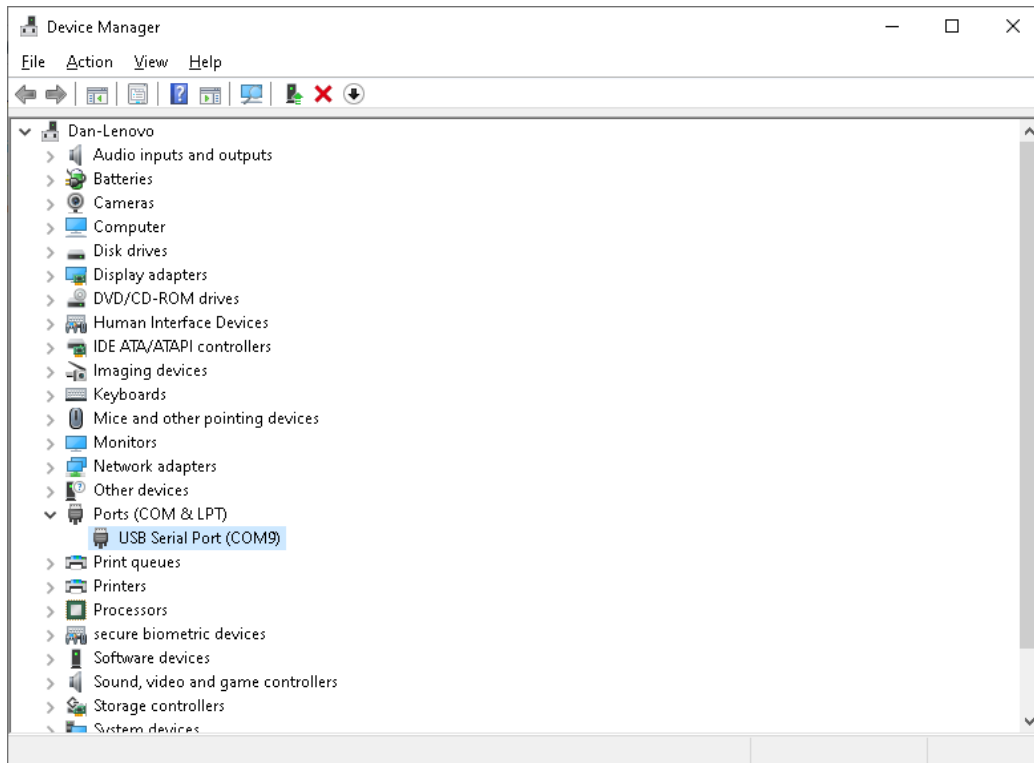 Device Manager
File Action View Help
Dan-Lenovo
Audio inputs and outputs
Batteries
Cameras
Computer
Disk drives
Display adapters
DVD/CD-ROM drives
Human Interface Devices
IDE ATA/ATAPI controllers
Imaging devices
Keyboards
Mice and other pointing devices
Monitors
Network adapters
Other devices
Ports (COM & LPT)
USB Serial Port (COM9)
Print queues
Printers
Processors
secure biometric devices
Software devices
Sound, video and game controllers
Storage controllers
System devices